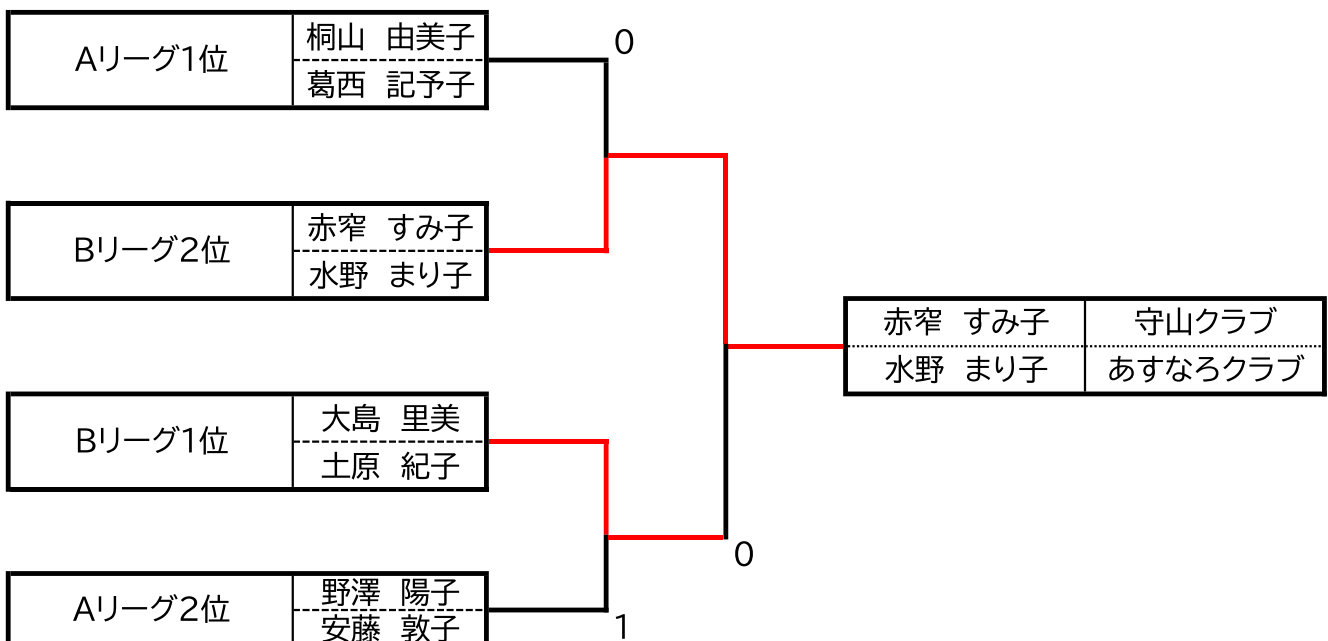 Aリーグ1位
桐山 由美子
葛西 記予子
0
Bリーグ2位
赤窄 すみ子
水野 まり子
赤窄 すみ子 守山クラブ
水野 まり子 あすなろクラブ
Bリーグ1位
大島 里美
土原 紀子
0
Aリーグ2位
野澤 陽子
安藤 敦子
1